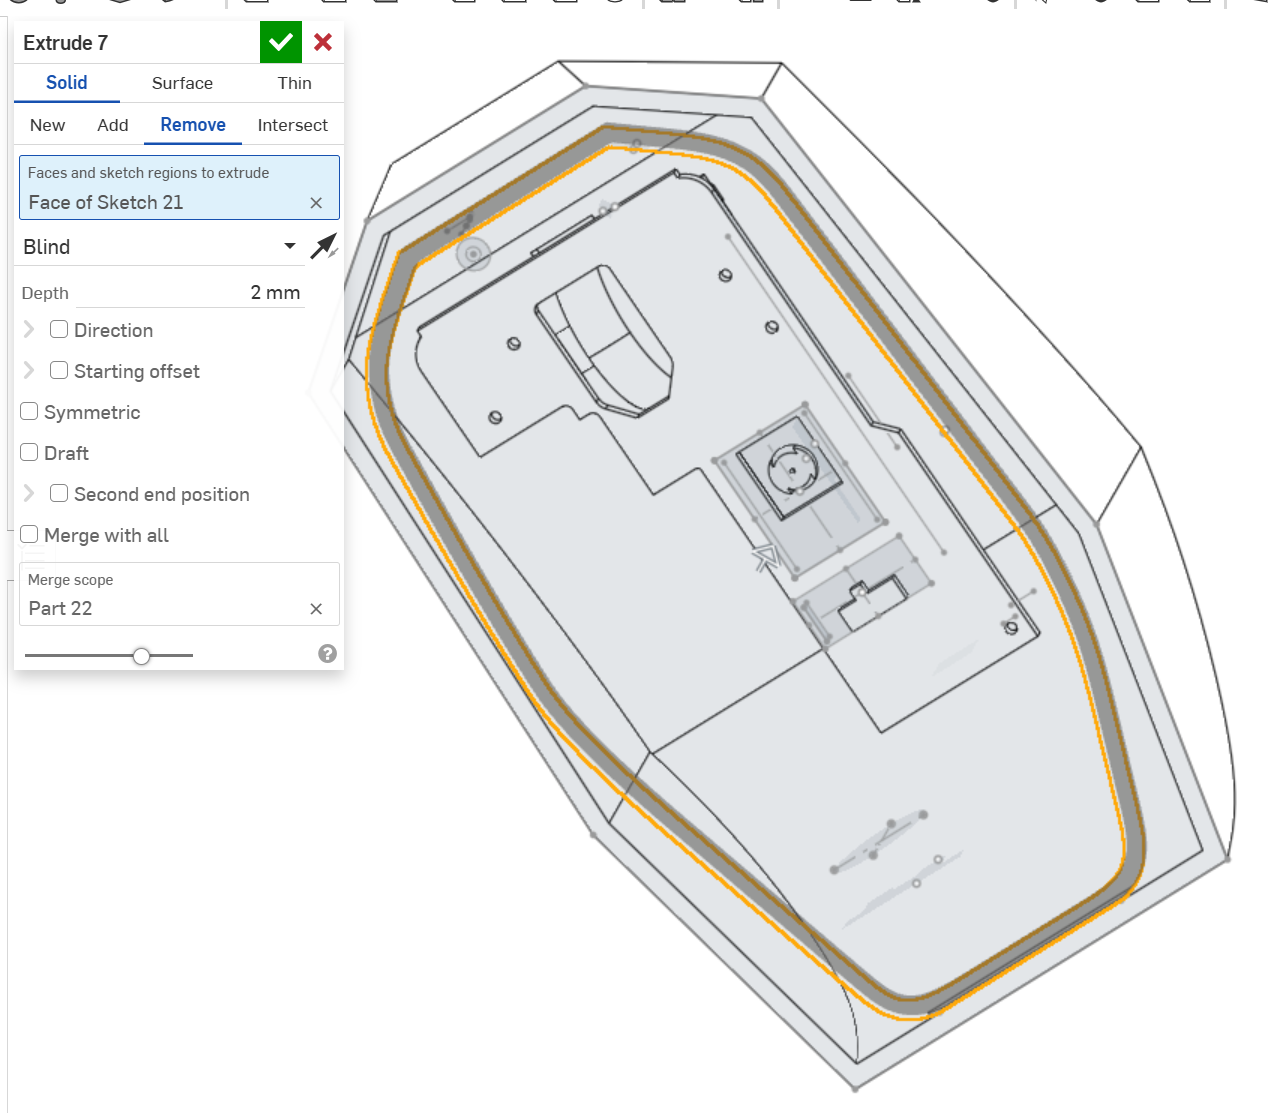 Extrude 7
Solid Surface Thin
New Add Remove Intersect
Faces and sketch regions to extrude
Face of Sketch 21
Blind
Depth 2 mm
Direction
Starting offset
Symmetric
Draft
Second end position
Merge with all
Merge scope
Part 22